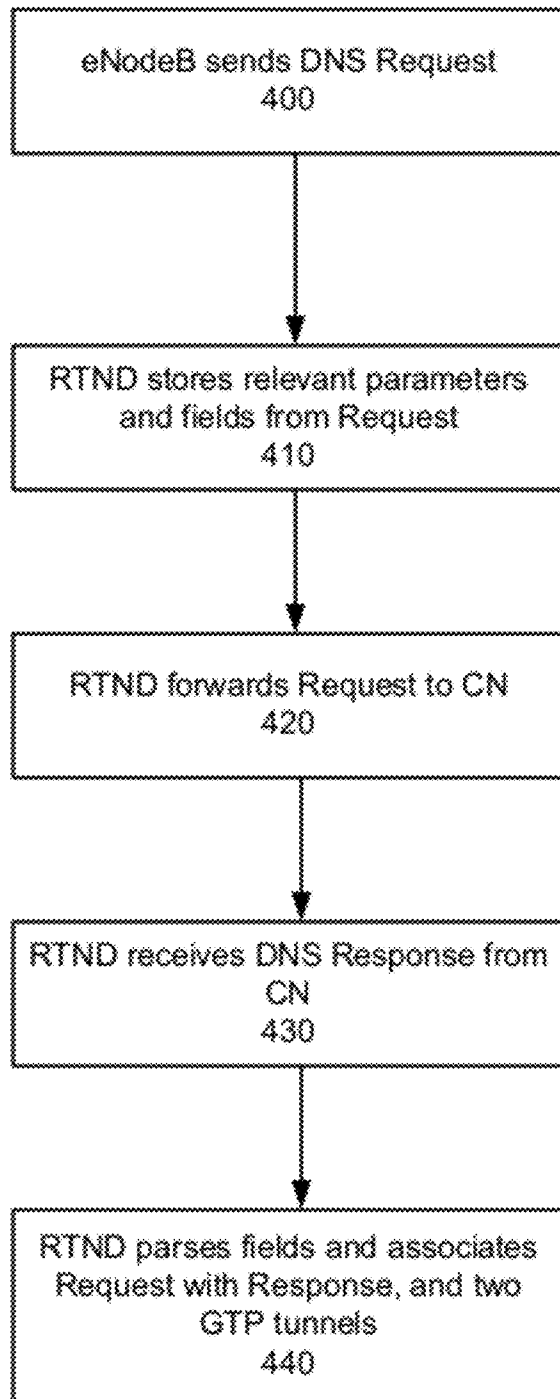 eNodeB sends DNS Request
400
RTND stores relevant parameters
and fields from Request
410
RTND forwards Request to CN
420
RTND receives DNS Response from
CN
430
RTND parses fields and associates
Request with Response, and two
GTP tunnels
440